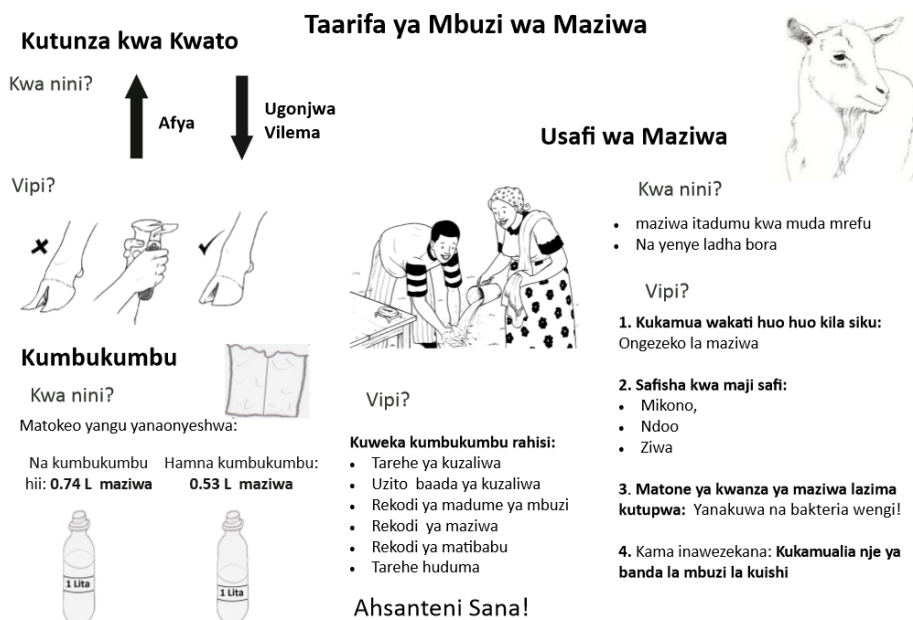 Taarifa ya Mbuzi wa Maziwa
Kutunza kwa Kwato
Kwa nini?
Afya
Ugonjwa
Vilema
Vipi?
Kumbukumbu
Kwa nini?
Matokeo yangu yanaonyeshwa:
Na kumbukumbu
hii: 0.74 L maziwa
Hamna kumbukumbu:
0.53 L maziwa
1 Lita
1 Lita
Vipi?
Kuweka kumbukumbu rahisi:
• Tarehe ya kuzaliwa
• Uzito baada ya kuzaliwa
• Rekodi ya madume ya mbuzi
• Rekodi ya maziwa
• Rekodi ya matibabu
• Tarehe huduma
Ahsanteni Sana!
Usafi wa Maziwa
Kwa nini?
• maziwa itadumu kwa muda mrefu
• Na yenye ladha bora
Vipi?
1. Kukamua wakati huo huo kila siku:
Ongezeko la maziwa
2. Safisha kwa maji safi:
• Mikono,
• Ndoo
• Ziwa
3. Matone ya kwanza ya maziwa lazima
kutupwa: Yanakuwa na bakteria wengi!
4. Kama inawezekana: Kukamualia nje ya
banda la mbuzi la kuishi